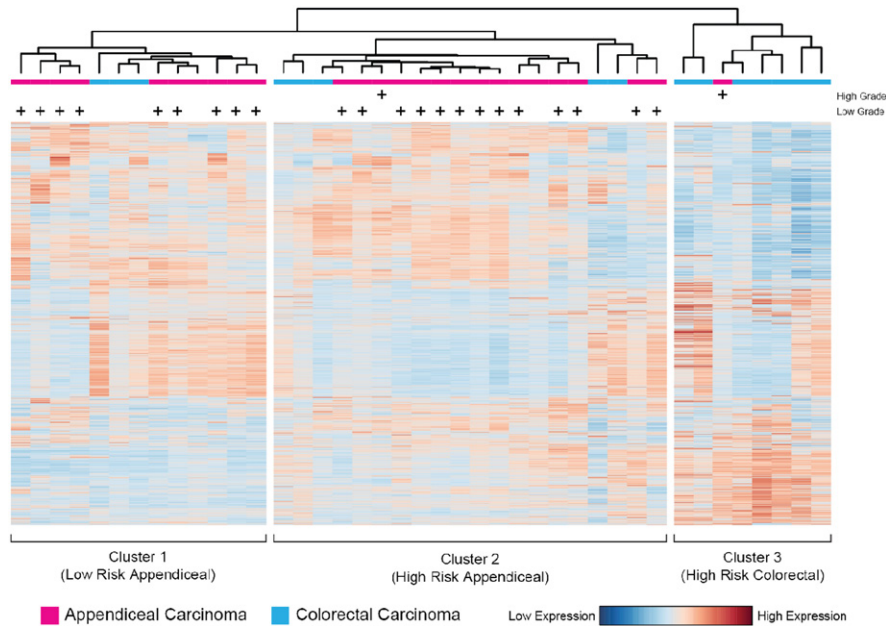 + +
High Grade
+ + + + + + + + + + + + + + + + + + + + + +
Low Grade
Cluster 1
(Low Risk Appendiceal)
Cluster 2
(High Risk Appendiceal)
Cluster 3
(High Risk Colorectal)
Appendiceal Carcinoma
Colorectal Carcinoma
Low Expression
High Expression